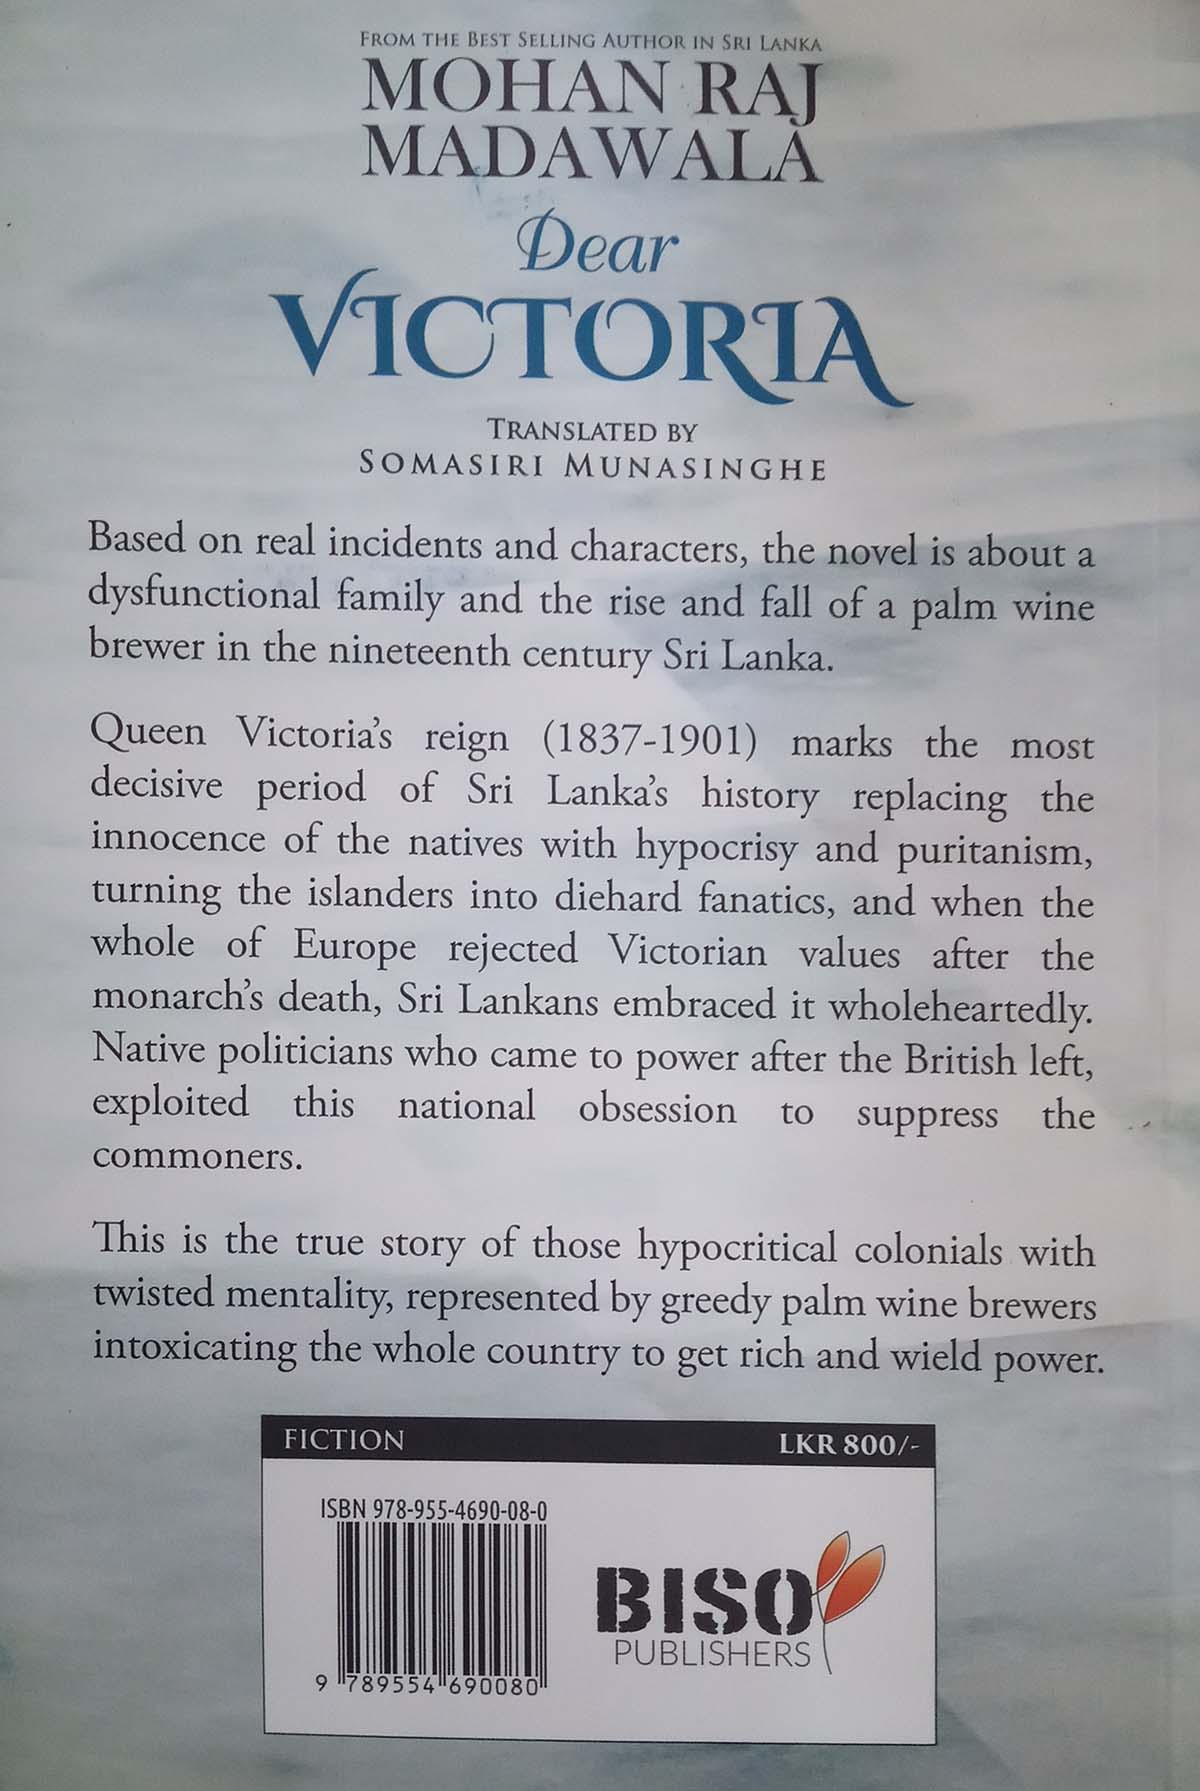 FROM THE BEST SELLING AUTHOR IN SRI LANKA
MOHAN RAJ
MADAWALA
Dear
VICTORIA
TRANSLATED BY
SOMASIRI MUNASINGHE
Based on real incidents and characters, the novel is about a
dysfunctional family and the rise and fall of a palm wine
brewer in the nineteenth century Sri Lanka.
Queen Victoria's reign (1837-1901) marks the most
decisive period of Sri Lanka's history replacing the
innocence of the natives with hypocrisy and puritanism,
turning the islanders into diehard fanatics, and when the
whole of Europe rejected Victorian values after the
monarch's death, Sri Lankans embraced it wholeheartedly.
Native politicians who came to power after the British left,
exploited this national obsession to suppress the
commoners.
This is the true story of those hypocritical colonials with
twisted mentality, represented by greedy palm wine brewers
intoxicating the whole country to get rich and wield power.
FICTION LKR 800/-
ISBN 978-955-4690-08-0
9 789554 690080
BISO
PUBLISHERS